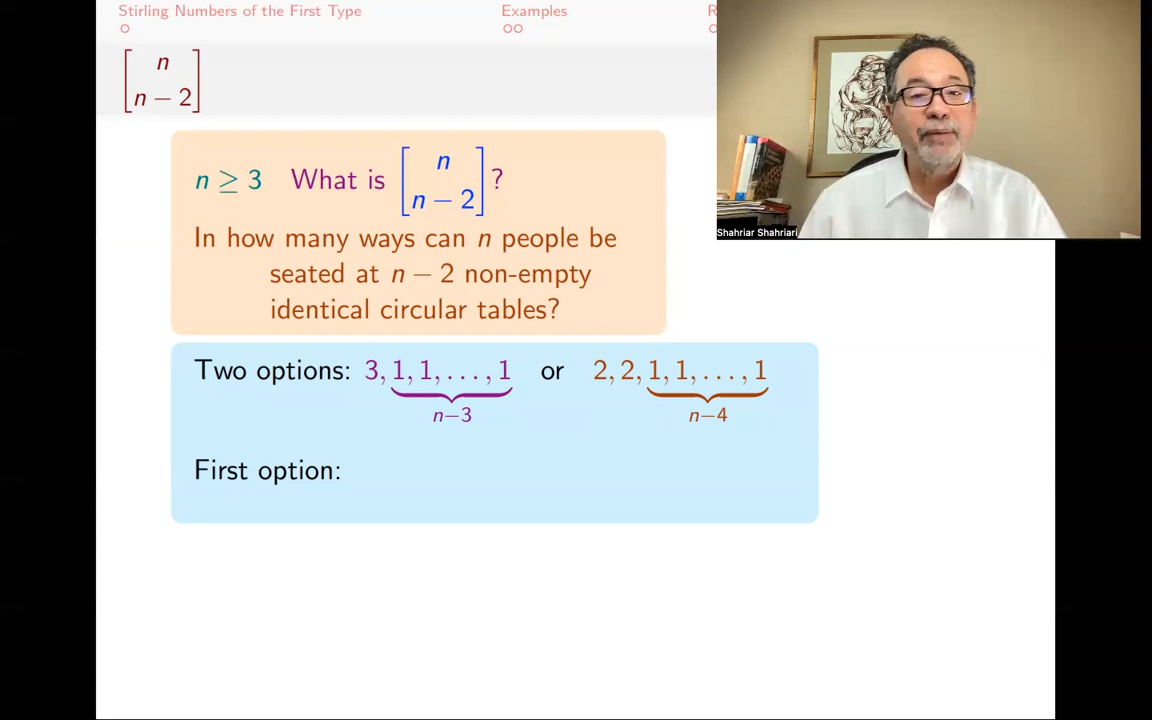 Stirling Numbers of the First Type
Examples
R
[n
n − 2]
n ≥ 3 What is [n
n − 2]?
In how many ways can n people be
seated at n − 2 non-empty
identical circular tables?
Two options: 3, 1, 1, . . . , 1 or 2, 2, 1, 1, . . . , 1
n−3
n−4
First option:
Shahriar Shahriari